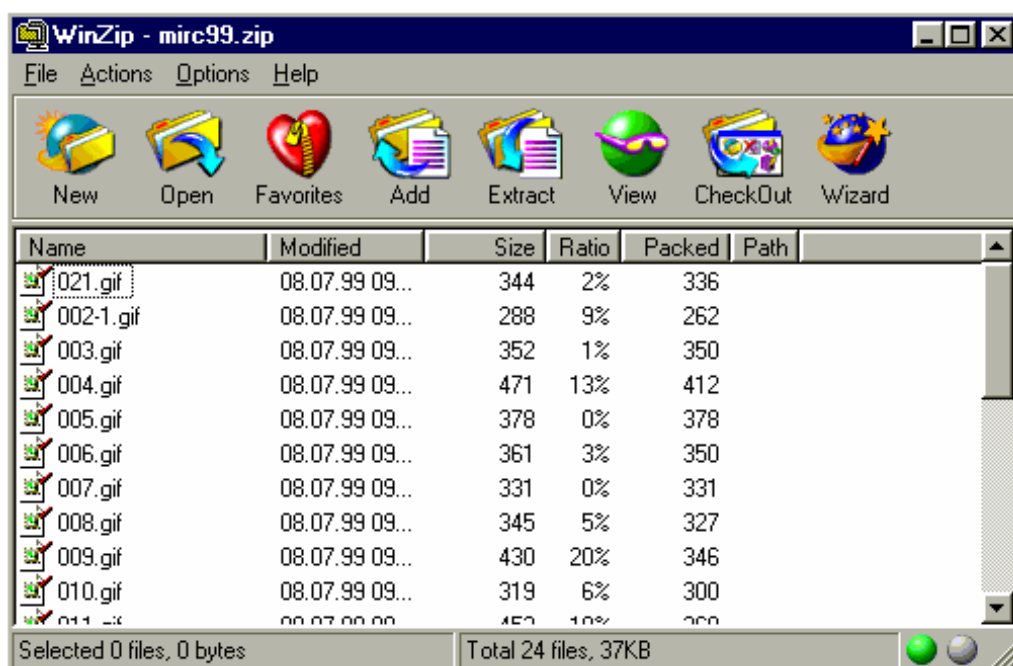 WinZip - mirc99.zip
File Actions Options Help
New Open Favorites Add Extract View CheckOut Wizard
Name Modified Size Ratio Packed Path
021.gif 08.07.99 09... 344 2% 336
002-1.gif 08.07.99 09... 288 9% 262
003.gif 08.07.99 09... 352 1% 350
004.gif 08.07.99 09... 471 13% 412
005.gif 08.07.99 09... 378 0% 378
006.gif 08.07.99 09... 361 3% 350
007.gif 08.07.99 09... 331 0% 331
008.gif 08.07.99 09... 345 5% 327
009.gif 08.07.99 09... 430 20% 346
010.gif 08.07.99 09... 319 6% 300
Selected 0 files, 0 bytes Total 24 files, 37KB